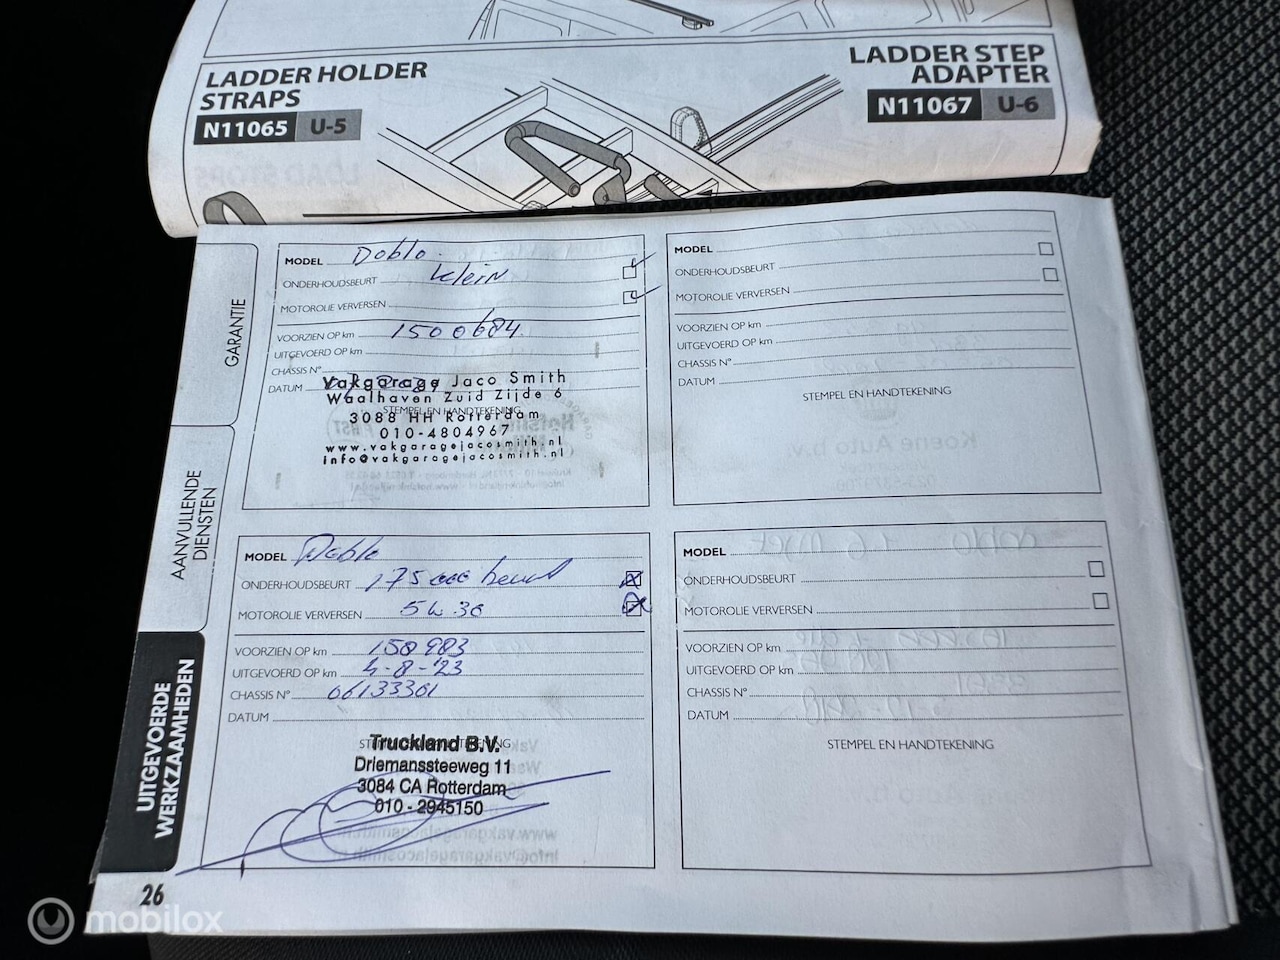 LADDER HOLDER
STRAPS
N11065 U-5
LADDER STEP
ADAPTER
N11067 U-6
GARANTIE
AANVULLENDE
DIENSTEN
UITGEVOERDE
WERKZAAMHEDEN
MODEL Doblo
ONDERHOUDSBEURT klein
MOTOROLIE VERVERSEN
VOORZIEN OP km 1500684
UITGEVOERD OP km
CHASSIS N°
DATUM
Vakgarage Jaco Smith
Waalhaven Zuid Zijde 6
STEMPEL EN HANDTEKENING
3088 HH Rotterdam
010-4804967
www.vakgaragejacosmith.nl
info@vakgaragejacosmith.nl
MODEL
ONDERHOUDSBEURT
MOTOROLIE VERVERSEN
VOORZIEN OP km
UITGEVOERD OP km
CHASSIS N°
DATUM
STEMPEL EN HANDTEKENING
MODEL Doblo
ONDERHOUDSBEURT 175000 beurt
MOTOROLIE VERVERSEN 5w30
VOORZIEN OP km 150983
UITGEVOERD OP km 4-8-'23
CHASSIS N° 06133361
DATUM
Truckland B.V.
Driemanssteeweg 11
3084 CA Rotterdam
010 - 2945150
MODEL
ONDERHOUDSBEURT
MOTOROLIE VERVERSEN
VOORZIEN OP km
UITGEVOERD OP km
CHASSIS N°
DATUM
STEMPEL EN HANDTEKENING
26
mobilox